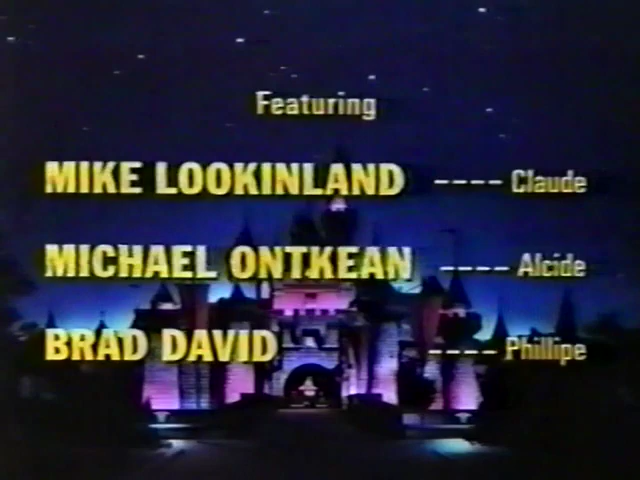 Featuring
MIKE LOOKINLAND ---- Claude
MICHAEL ONTKEAN ---- Alcide
BRAD DAVID ---- Phillipe